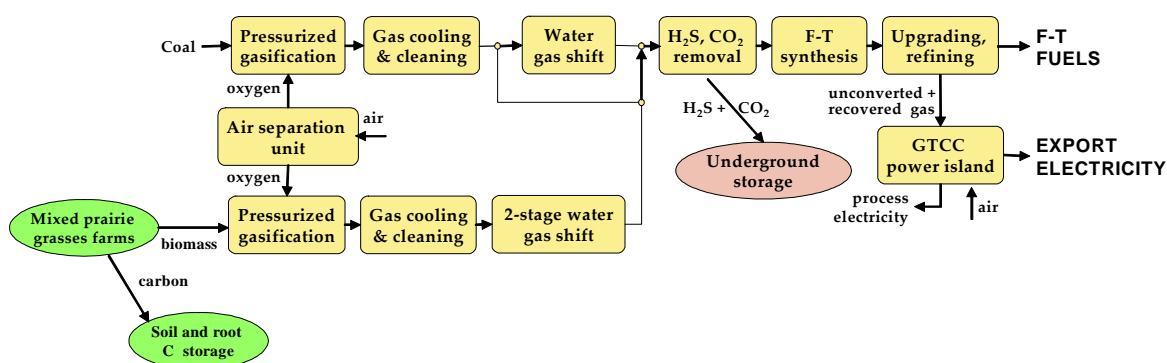 Coal
Pressurized
gasification
Gas cooling
& cleaning
Water
gas shift
H₂S, CO₂
removal
F-T
synthesis
Upgrading,
refining
F-T
FUELS
oxygen
Air separation
unit
air
oxygen
H₂S + CO₂
Underground
storage
unconverted +
recovered gas
GTCC
power island
EXPORT
ELECTRICITY
process
electricity
air
Mixed prairie
grasses farms
biomass
Pressurized
gasification
Gas cooling
& cleaning
2-stage water
gas shift
carbon
Soil and root
C storage